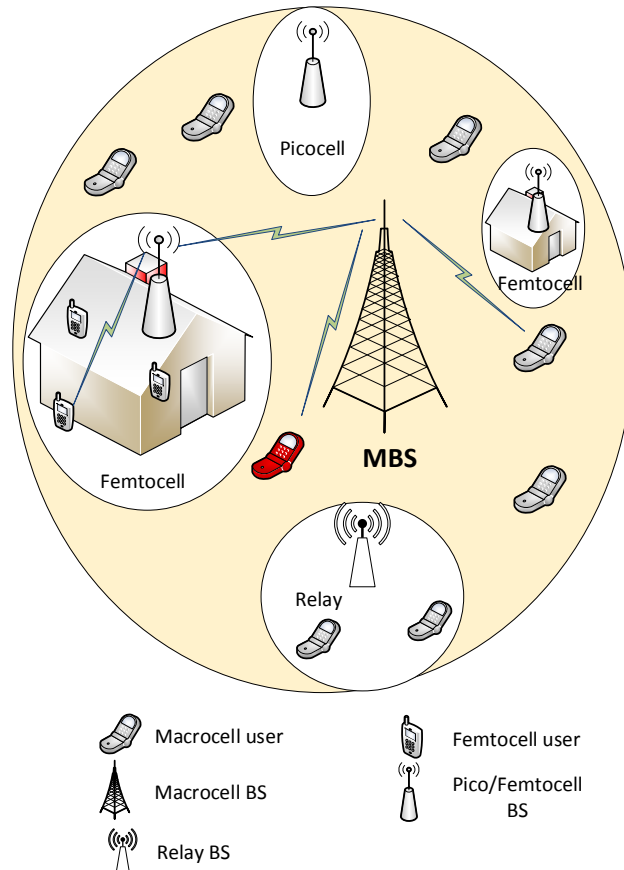 Picocell
Femtocell
MBS
Femtocell
Relay
Macrocell user
Femtocell user
Macrocell BS
Pico/Femtocell
BS
Relay BS